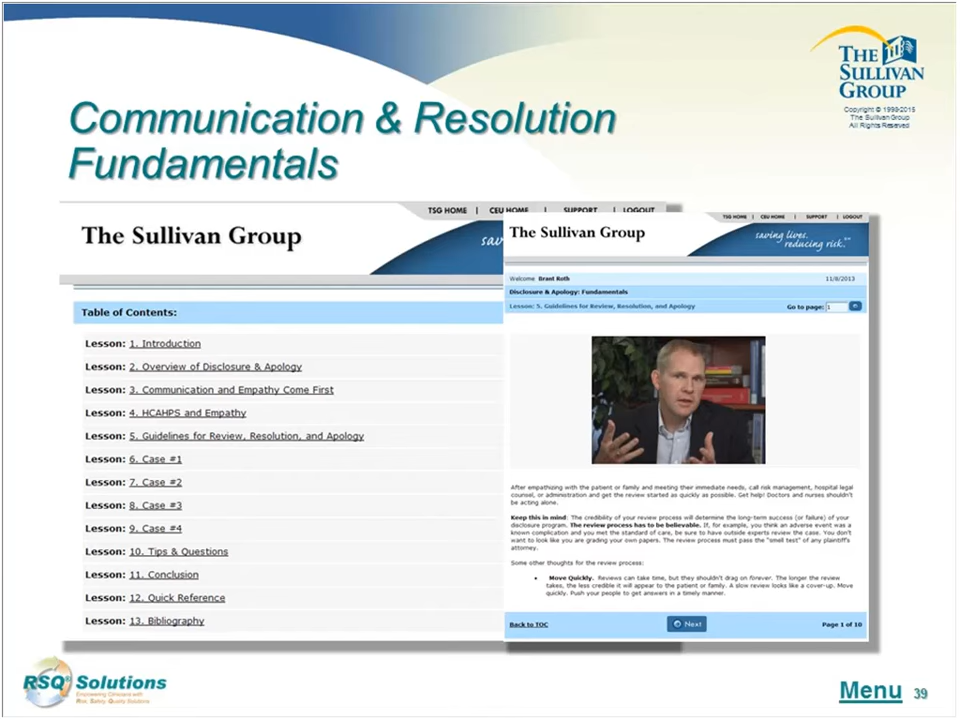 THE
SULLIVAN
GROUP
Copyright © 1999-2015
The Sullivan Group
All Rights Reserved
Communication & Resolution
Fundamentals
TSG HOME | CEU HOME | SUPPORT | LOGOUT
The Sullivan Group
Table of Contents:
Lesson: 1. Introduction
Lesson: 2. Overview of Disclosure & Apology
Lesson: 3. Communication and Empathy Come First
Lesson: 4. HCAHPS and Empathy
Lesson: 5. Guidelines for Review, Resolution, and Apology
Lesson: 6. Case #1
Lesson: 7. Case #2
Lesson: 8. Case #3
Lesson: 9. Case #4
Lesson: 10. Tips & Questions
Lesson: 11. Conclusion
Lesson: 12. Quick Reference
Lesson: 13. Bibliography
TSG HOME | CEU HOME | SUPPORT | LOGOUT
The Sullivan Group
saving lives.
reducing risk.™
Welcome Brant Roth 11/8/2013
Disclosure & Apology: Fundamentals
Lesson: 5. Guidelines for Review, Resolution, and Apology Go to page: 1
After empathizing with the patient or family and meeting their immediate needs, call risk management, hospital legal
counsel, or administration and get the review started as quickly as possible. Get help! Doctors and nurses shouldn't
be acting alone.
Keep this in mind: The credibility of your review process will determine the long-term success (or failure) of your
disclosure program. The review process has to be believable. If, for example, you think an adverse event was a
known complication and you met the standard of care, be sure to have outside experts review the case. You don't
want to look like you are grading your own papers. The review process must pass the "smell test" of any plaintiff's
attorney.
Some other thoughts for the review process:
• Move Quickly. Reviews can take time, but they shouldn't drag on forever. The longer the review
takes, the less credible it will appear to the patient or family. A slow review looks like a cover-up. Move
quickly. Push your people to get answers in a timely manner.
Back to TOC Next Page 1 of 10
RSQ® Solutions
Empowering Clinicians with
Risk, Safety, Quality Solutions
Menu 39